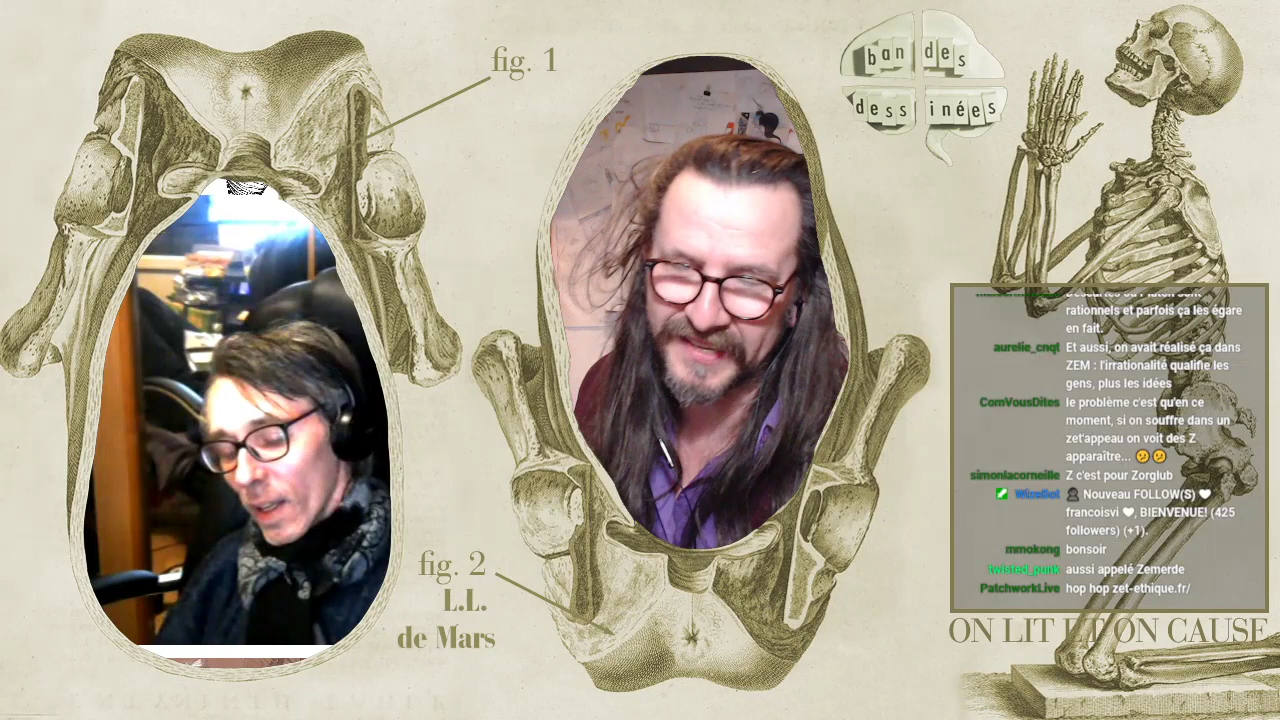 fig. 1
bandes
dessinées
fig. 2
L.L.
de Mars
rationnels et parfois ça les égare
en fait.
aurelie_cnqt Et aussi, on avait réalisé ça dans
ZEM : l'irrationalité qualifie les
gens, plus les idées
ComVousDites le problème c'est qu'en ce
moment, si on souffre dans un
zet'appeau on voit des Z
apparaître... 😕😕
simonlacorneille Z c'est pour Zorglub
WizeBot Nouveau FOLLOW(S)
francoisvi , BIENVENUE! (425
followers) (+1).
mmokong bonsoir
twisted_punk aussi appelé Zemerde
PatchworkLive hop hop zet-ethique.fr/
ON LIT ET ON CAUSE